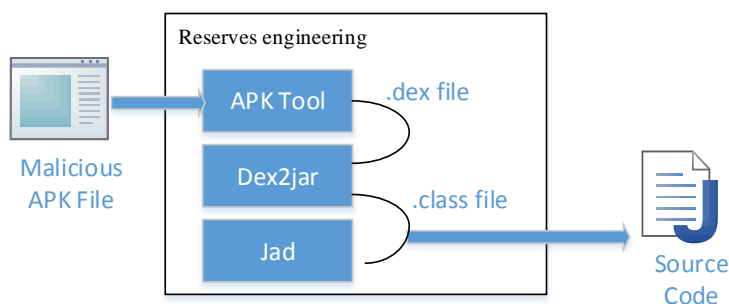 Reserves engineering
APK Tool
.dex file
Malicious
APK File
Dex2jar
.class file
Jad
Source
Code